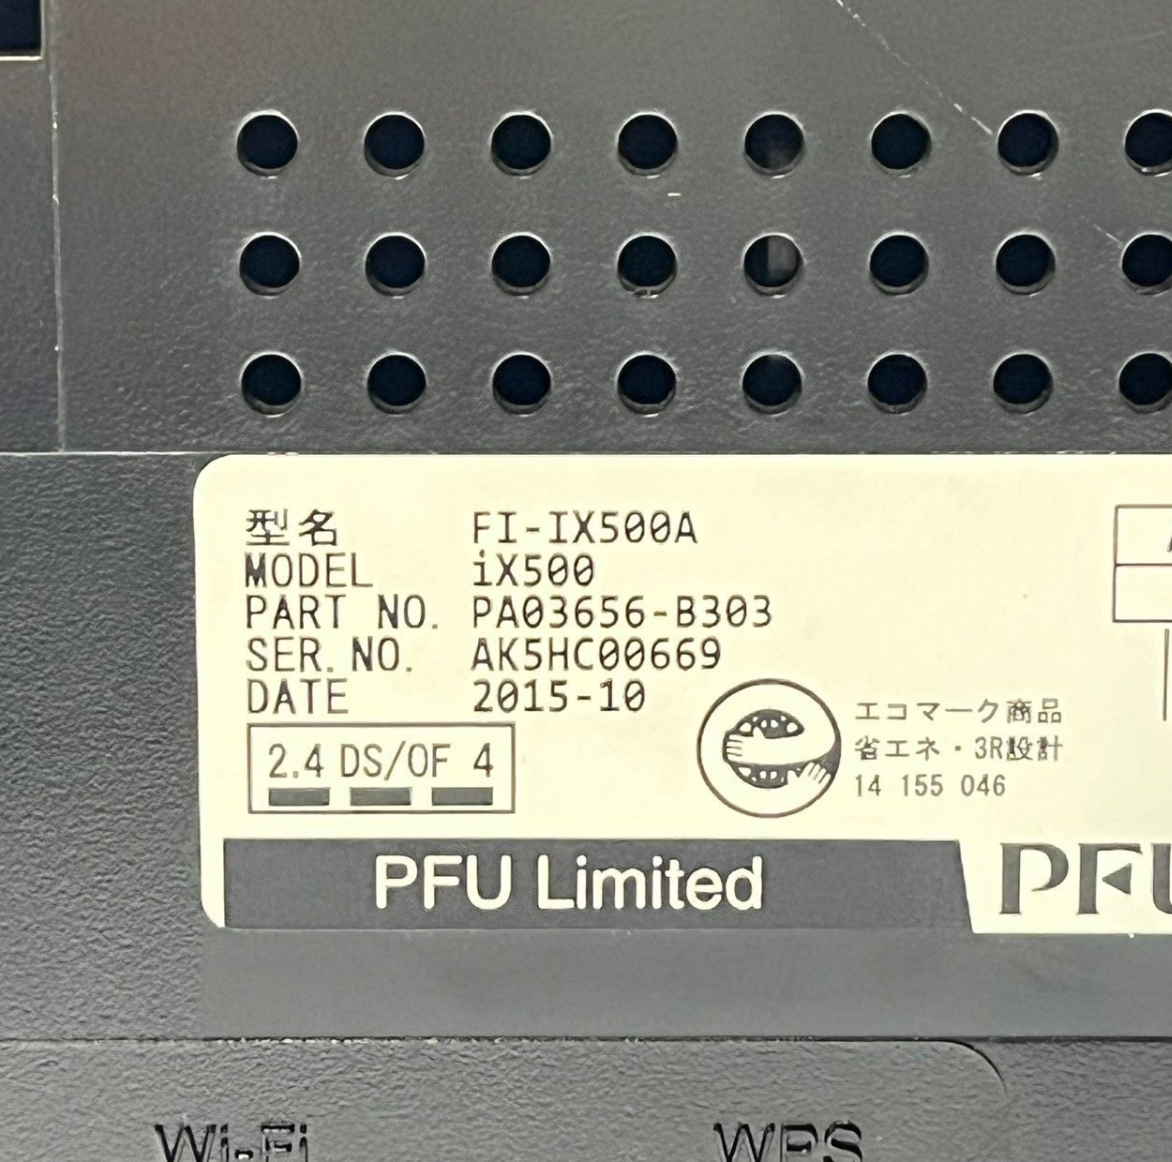 型名 FI-IX500A
MODEL iX500
PART NO. PA03656-B303
SER. NO. AK5HC00669
DATE 2015-10
2.4 DS/OF 4
エコマーク商品
省エネ・3R設計
14 155 046
PFU Limited
PFU
Wi-Fi
WPS